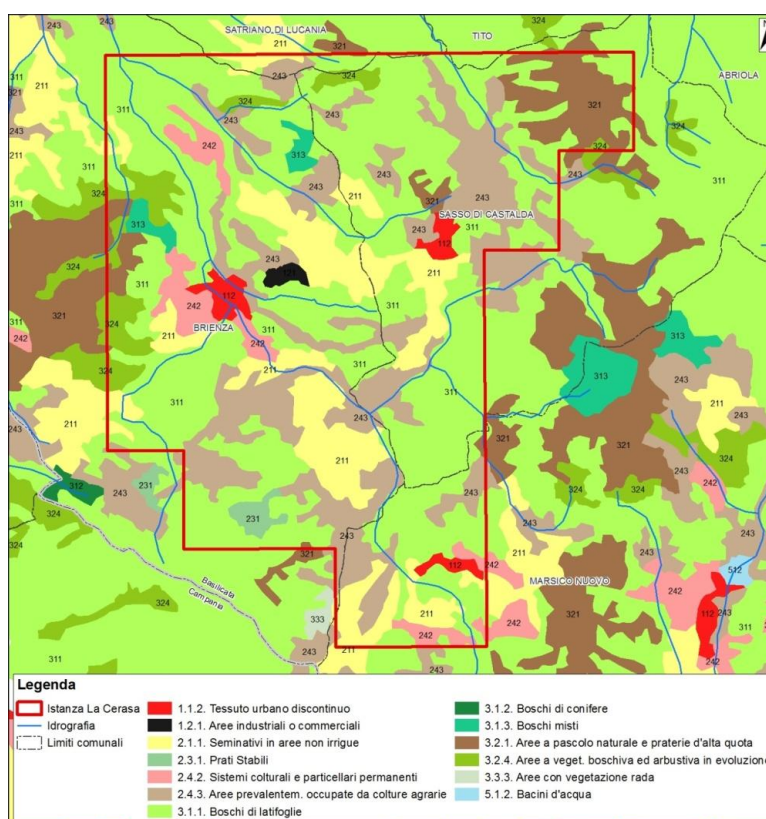 SATRIANO DI LUCANIA
TITO
ABRIOLA
SASSO DI CASTALDA
BRIENZA
MARSICO NUOVO
Basilicata
Campania
243
211
321
324
311
242
313
112
121
312
231
333
512
Legenda
Istanza La Cerasa
Idrografia
Limiti comunali
1.1.2. Tessuto urbano discontinuo
1.2.1. Aree industriali o commerciali
2.1.1. Seminativi in aree non irrigue
2.3.1. Prati Stabili
2.4.2. Sistemi colturali e particellari permanenti
2.4.3. Aree prevalentem. occupate da colture agrarie
3.1.1. Boschi di latifoglie
3.1.2. Boschi di conifere
3.1.3. Boschi misti
3.2.1. Aree a pascolo naturale e praterie d'alta quota
3.2.4. Aree a veget. boschiva ed arbustiva in evoluzione
3.3.3. Aree con vegetazione rada
5.1.2. Bacini d'acqua